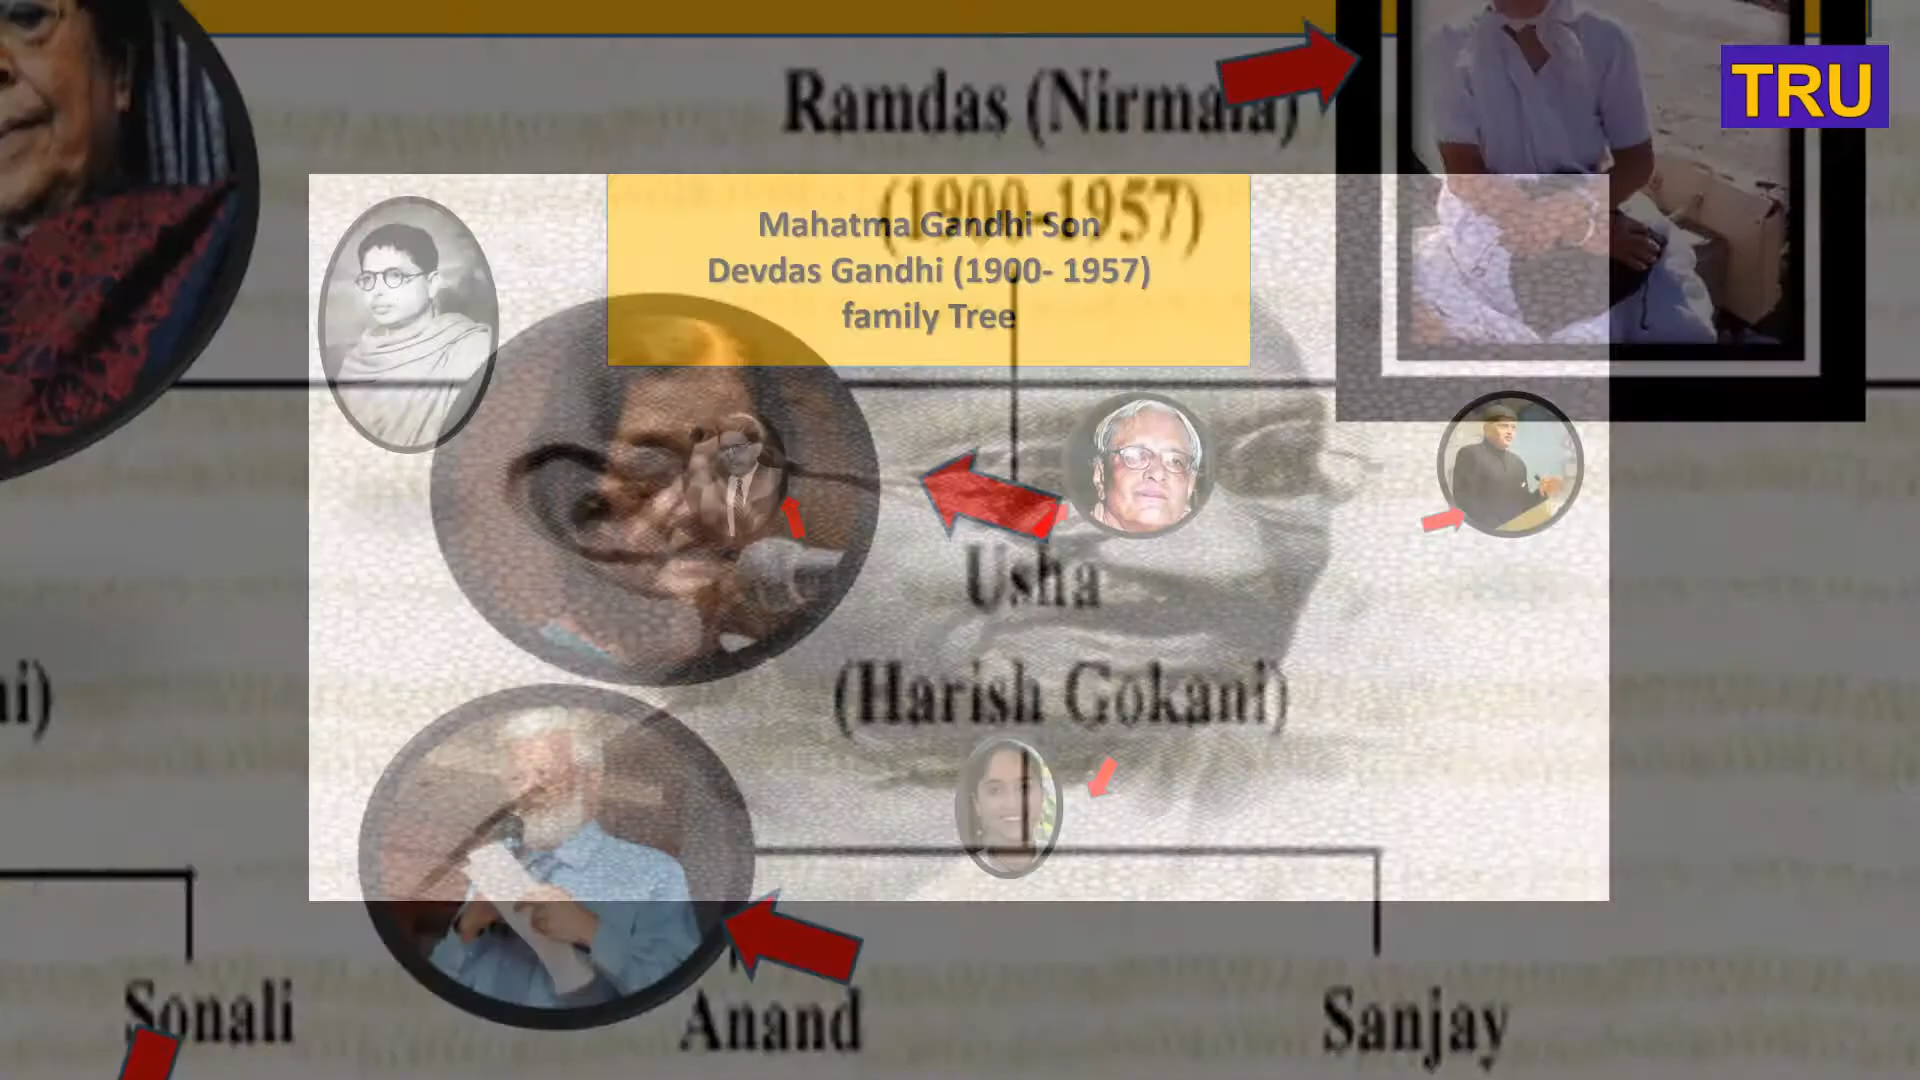 TRU
Ramdas (Nirmala)
(1900-1957)
Mahatma Gandhi Son
Devdas Gandhi (1900- 1957)
family Tree
Usha
(Harish Gokani)
ni)
Sonali
Anand
Sanjay